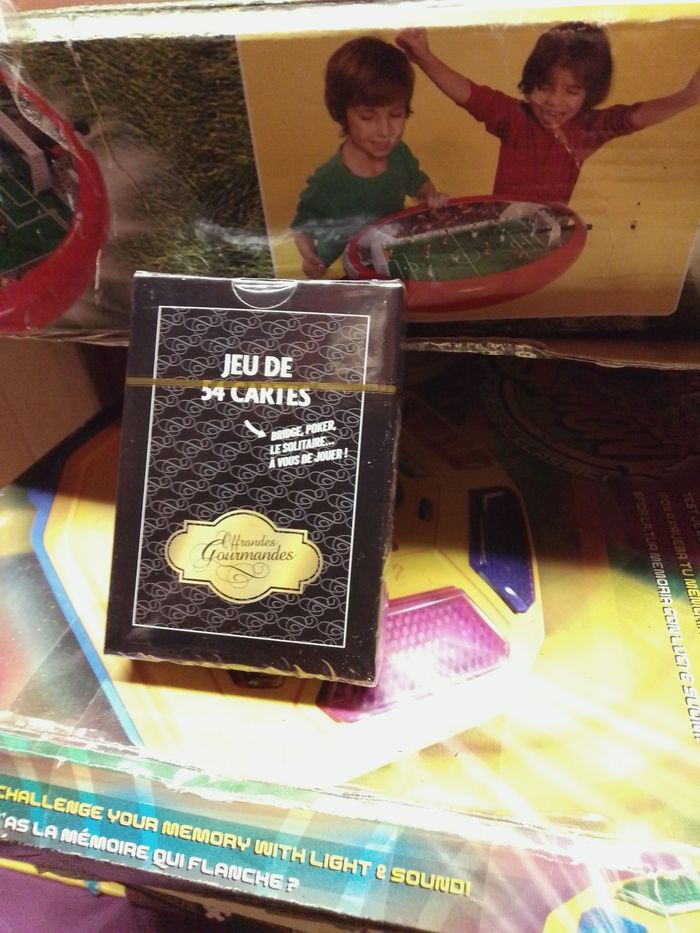 JEU DE
54 CARTES
BRIDGE, POKER,
LE SOLITAIRE...
À VOUS DE JOUER !
Offrandes
Gourmandes
CHALLENGE YOUR MEMORY WITH LIGHT & SOUND!
AS LA MÉMOIRE QUI FLANCHE ?